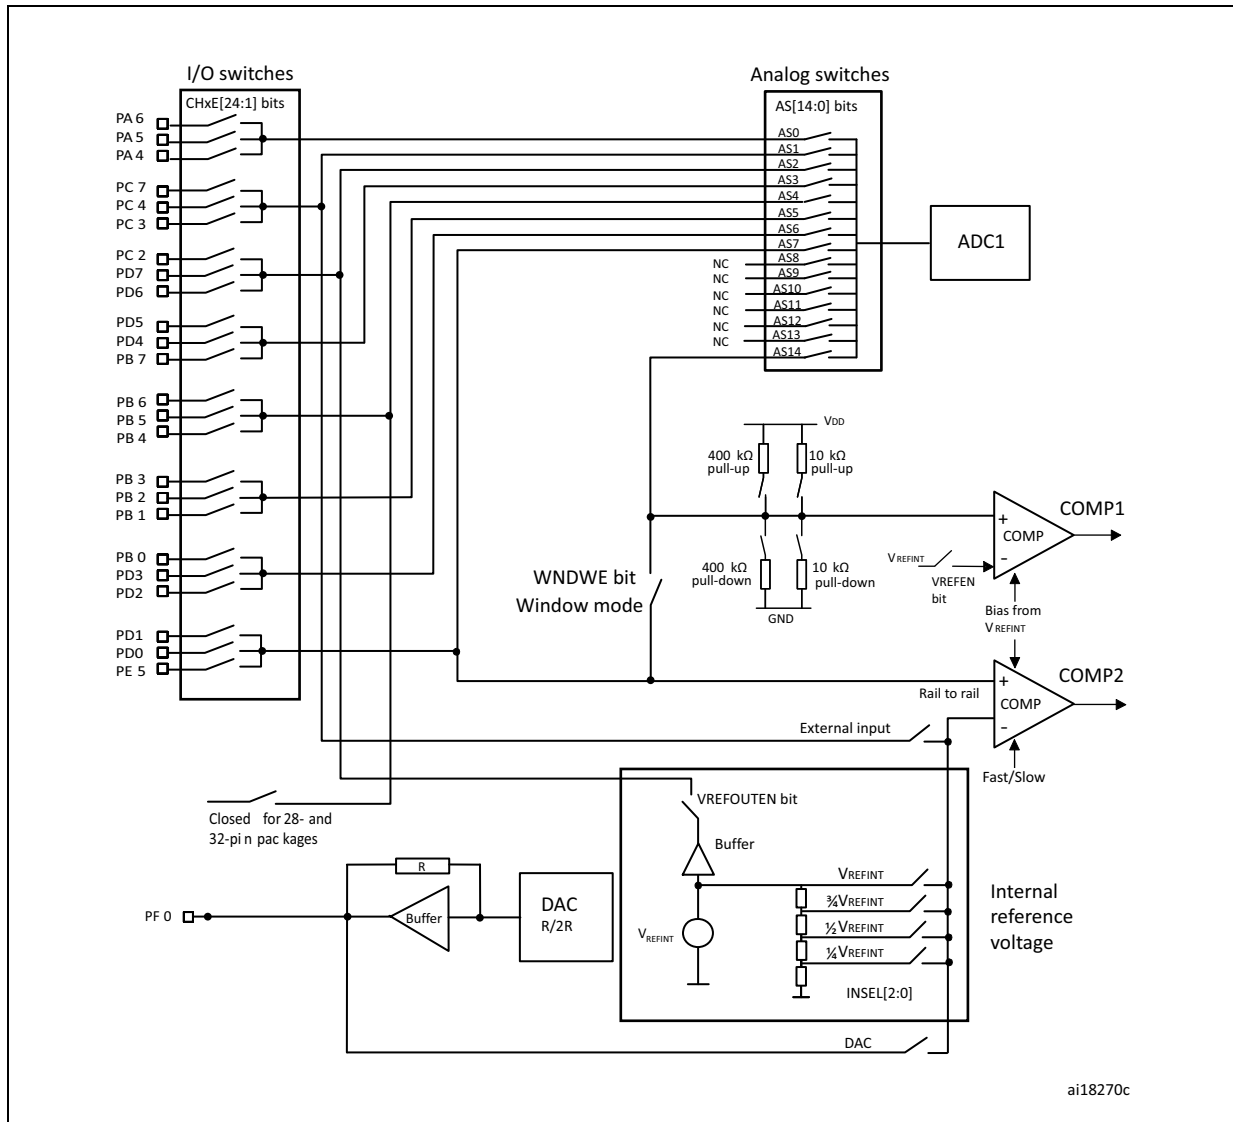 I/O switches
CHxE[24:1] bits
PA 6
PA 5
PA 4
PC 7
PC 4
PC 3
PC 2
PD7
PD6
PD5
PD4
PB 7
PB 6
PB 5
PB 4
PB 3
PB 2
PB 1
PB 0
PD3
PD2
PD1
PD0
PE 5
Analog switches
AS[14:0] bits
AS0
AS1
AS2
AS3
AS4
AS5
AS6
AS7
NC AS8
NC AS9
NC AS10
NC AS11
NC AS12
NC AS13
AS14
ADC1
VDD
400 kΩ
pull-up
10 kΩ
pull-up
400 kΩ
pull-down
10 kΩ
pull-down
GND
WNDWE bit
Window mode
COMP1
+
COMP
-
VREFINT
VREFEN
bit
Bias from
VREFINT
COMP2
Rail to rail
+
COMP
-
Fast/Slow
External input
Closed for 28- and
32-pi n pac kages
VREFOUTEN bit
Buffer
VREFINT
VREFINT
¾VREFINT
½VREFINT
¼VREFINT
INSEL[2:0]
Internal
reference
voltage
R
PF 0
Buffer
DAC
R/2R
DAC
ai18270c